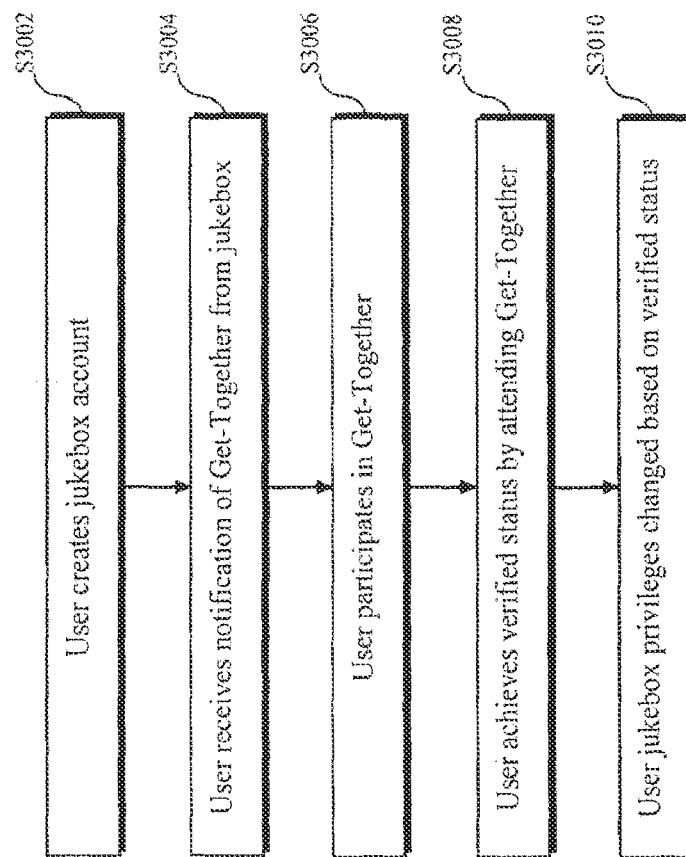 S3002
User creates jukebox account
S3004
User receives notification of Get-Together from jukebox
S3006
User participates in Get-Together
S3008
User achieves verified status by attending Get-Together
S3010
User jukebox privileges changed based on verified status